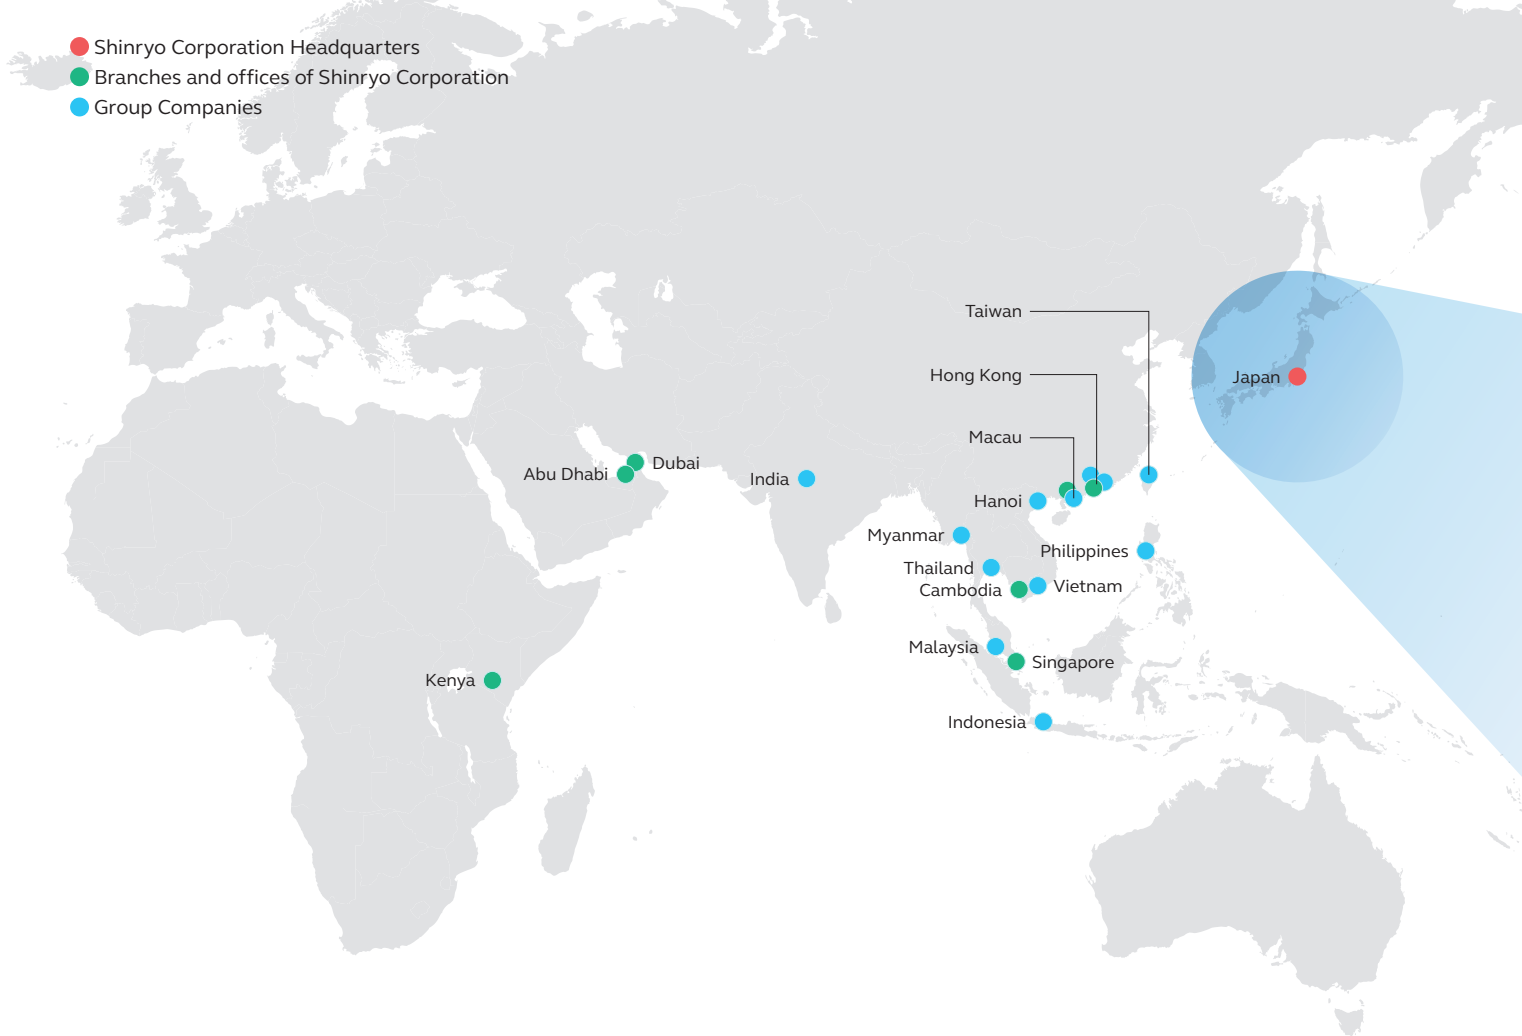 Shinryo Corporation Headquarters
Branches and offices of Shinryo Corporation
Group Companies
Taiwan
Hong Kong
Japan
Macau
Dubai
Abu Dhabi
India
Hanoi
Myanmar
Philippines
Thailand
Cambodia
Vietnam
Malaysia
Singapore
Kenya
Indonesia